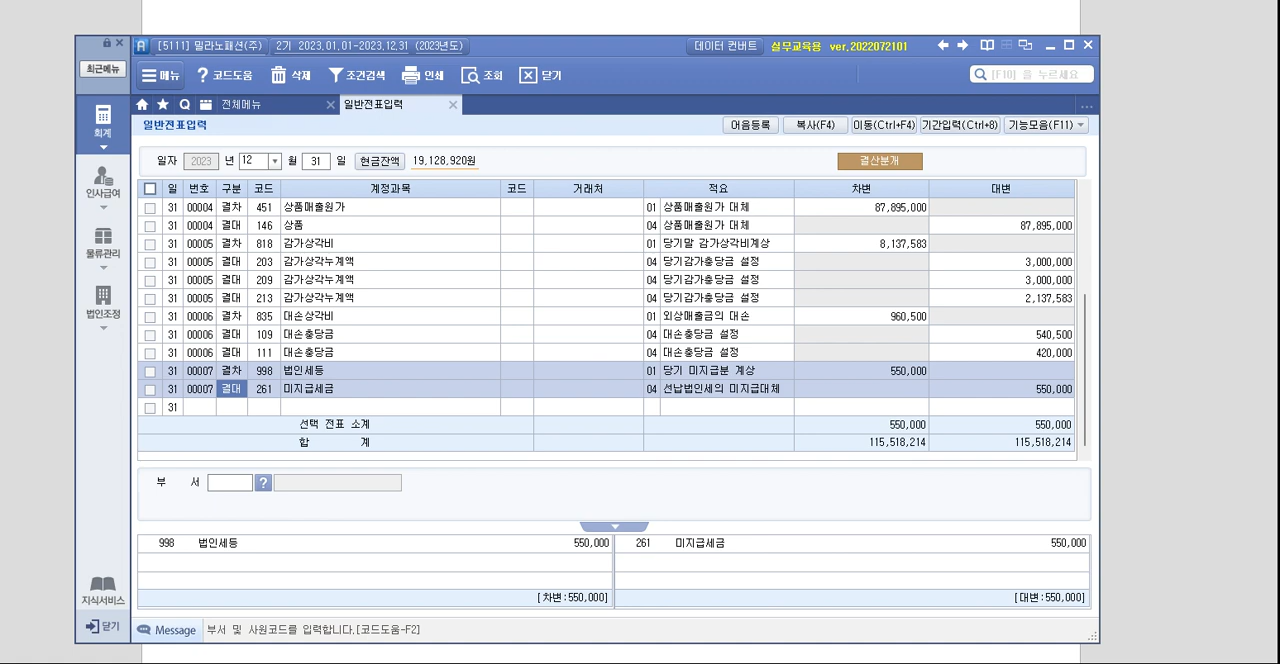 [5111] 밀라노패션(주) 2기 2023.01.01-2023.12.31 (2023년도) 데이터 컨버트 실무교육용 ver.2022072101
최근메뉴
메뉴 ? 코드도움 삭제 조건검색 인쇄 조회 닫기 [F10] 을 누르세요
전체메뉴 일반전표입력 ...
일반전표입력 어음등록 복사(F4) 이동(Ctrl+F4) 기간입력(Ctrl+8) 기능모음(F11)
회계
인사급여
물류관리
법인조정
지식서비스
닫기
일자 2023 년 12 월 31 일 현금잔액 19,128,920원 결산분개
일 번호 구분 코드 계정과목 코드 거래처 적요 차변 대변
31 00004 결차 451 상품매출원가 01 상품매출원가 대체 87,895,000
31 00004 결대 146 상품 04 상품매출원가 대체 87,895,000
31 00005 결차 818 감가상각비 01 당기말 감가상각비계상 8,137,583
31 00005 결대 203 감가상각누계액 04 당기감가충당금 설정 3,000,000
31 00005 결대 209 감가상각누계액 04 당기감가충당금 설정 3,000,000
31 00005 결대 213 감가상각누계액 04 당기감가충당금 설정 2,137,583
31 00006 결차 835 대손상각비 01 외상매출금의 대손 960,500
31 00006 결대 109 대손충당금 04 대손충당금 설정 540,500
31 00006 결대 111 대손충당금 04 대손충당금 설정 420,000
31 00007 결차 998 법인세등 01 당기 미지급분 계상 550,000
31 00007 결대 261 미지급세금 04 선납법인세의 미지급대체 550,000
31
선택 전표 소계 550,000 550,000
합 계 115,518,214 115,518,214
부 서 ?
998 법인세등 550,000 261 미지급세금 550,000
[차변:550,000] [대변:550,000]
Message 부서 및 사원코드를 입력합니다.[코드도움-F2]